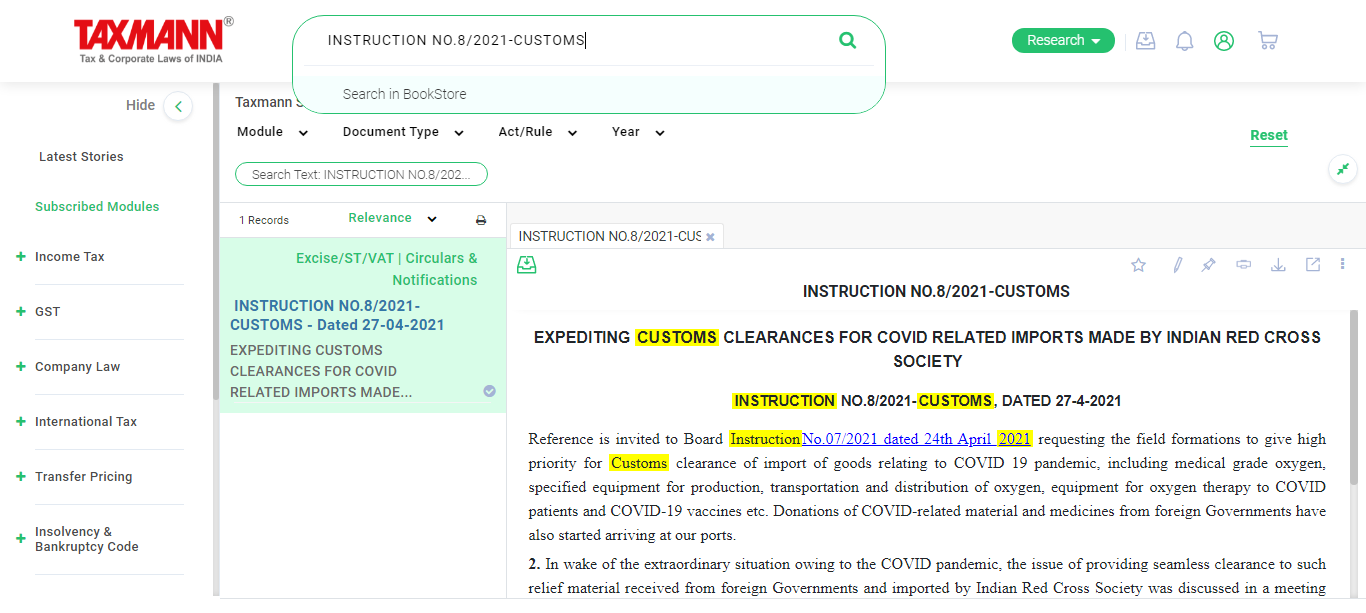 TAXMANN®
Tax & Corporate Laws of INDIA
INSTRUCTION NO.8/2021-CUSTOMS
Search in BookStore
Research
Hide
Latest Stories
Subscribed Modules
+ Income Tax
+ GST
+ Company Law
+ International Tax
+ Transfer Pricing
+ Insolvency &
Bankruptcy Code
Taxmann S
Module
Document Type
Act/Rule
Year
Reset
Search Text: INSTRUCTION NO.8/202...
1 Records
Relevance
Excise/ST/VAT | Circulars &
Notifications
INSTRUCTION NO.8/2021-
CUSTOMS - Dated 27-04-2021
EXPEDITING CUSTOMS
CLEARANCES FOR COVID
RELATED IMPORTS MADE...
INSTRUCTION NO.8/2021-CUS
INSTRUCTION NO.8/2021-CUSTOMS
EXPEDITING CUSTOMS CLEARANCES FOR COVID RELATED IMPORTS MADE BY INDIAN RED CROSS
SOCIETY
INSTRUCTION NO.8/2021-CUSTOMS, DATED 27-4-2021
Reference is invited to Board Instruction No.07/2021 dated 24th April 2021 requesting the field formations to give high
priority for Customs clearance of import of goods relating to COVID 19 pandemic, including medical grade oxygen,
specified equipment for production, transportation and distribution of oxygen, equipment for oxygen therapy to COVID
patients and COVID-19 vaccines etc. Donations of COVID-related material and medicines from foreign Governments have
also started arriving at our ports.
2. In wake of the extraordinary situation owing to the COVID pandemic, the issue of providing seamless clearance to such
relief material received from foreign Governments and imported by Indian Red Cross Society was discussed in a meeting